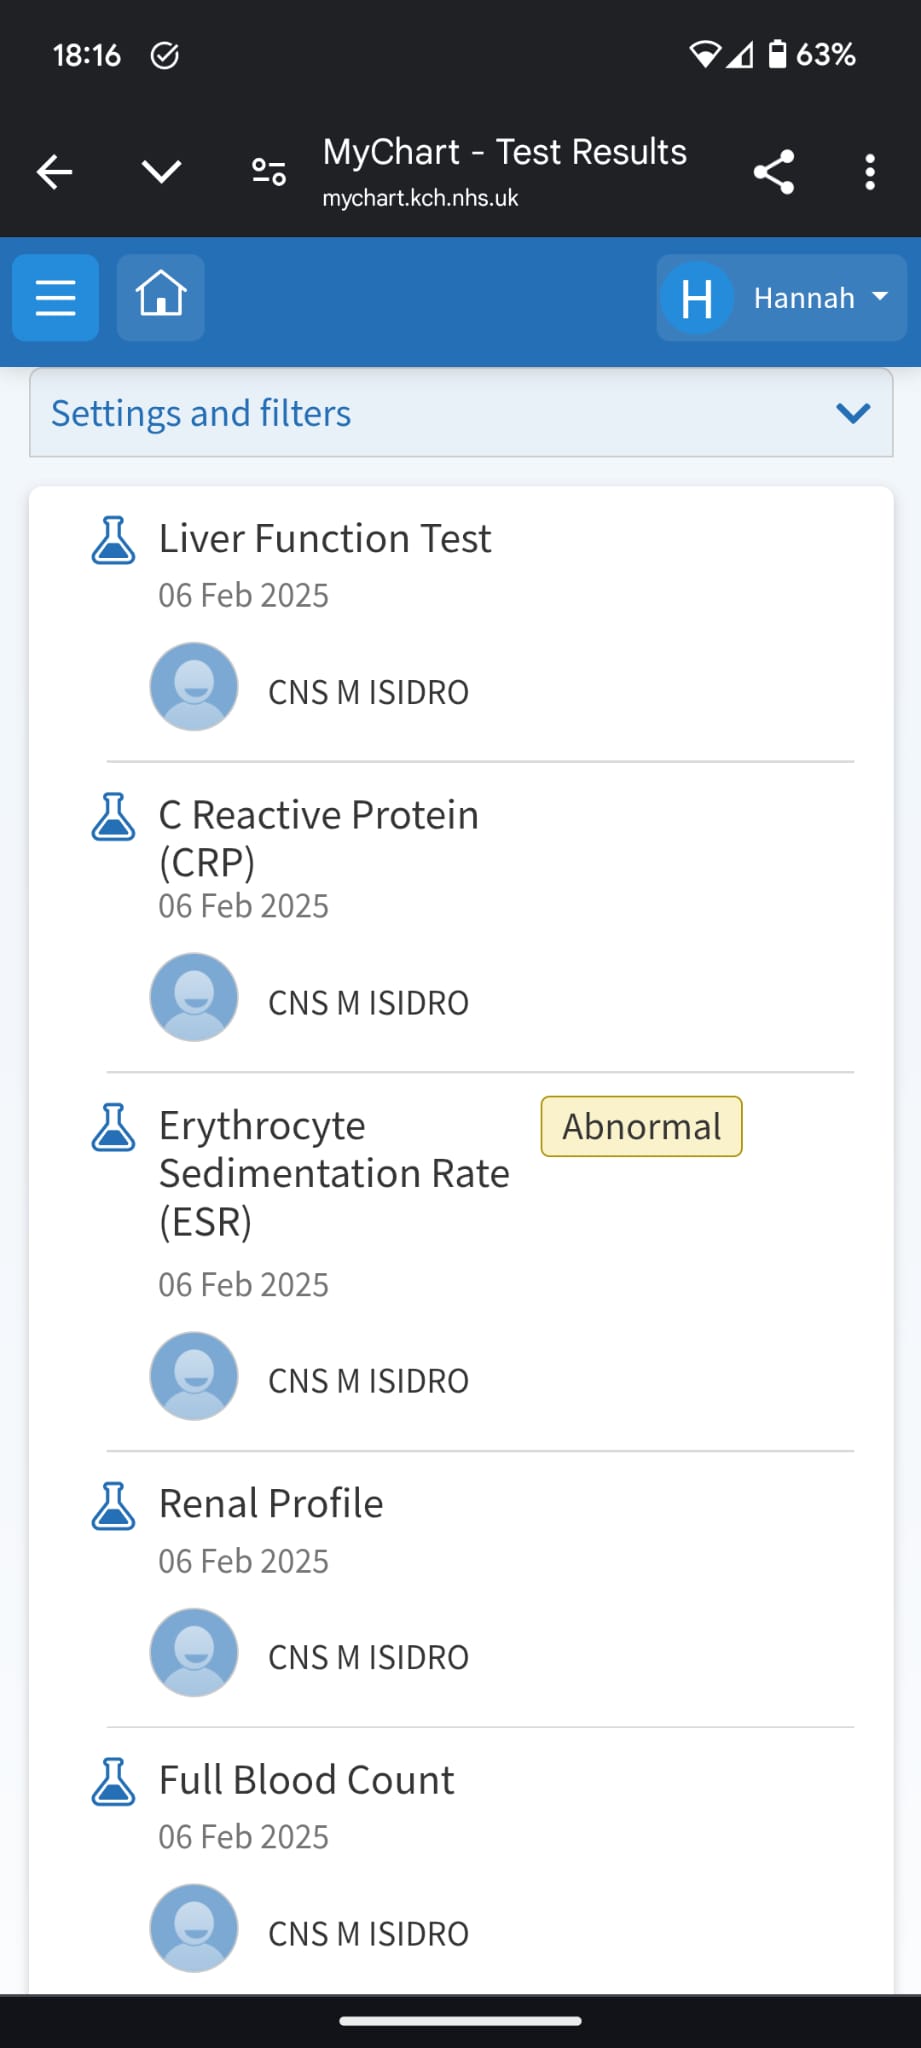 18:16
63%
MyChart - Test Results
mychart.kch.nhs.uk
H
Hannah
Settings and filters
Liver Function Test
06 Feb 2025
CNS M ISIDRO
C Reactive Protein
(CRP)
06 Feb 2025
CNS M ISIDRO
Erythrocyte
Abnormal
Sedimentation Rate
(ESR)
06 Feb 2025
CNS M ISIDRO
Renal Profile
06 Feb 2025
CNS M ISIDRO
Full Blood Count
06 Feb 2025
CNS M ISIDRO